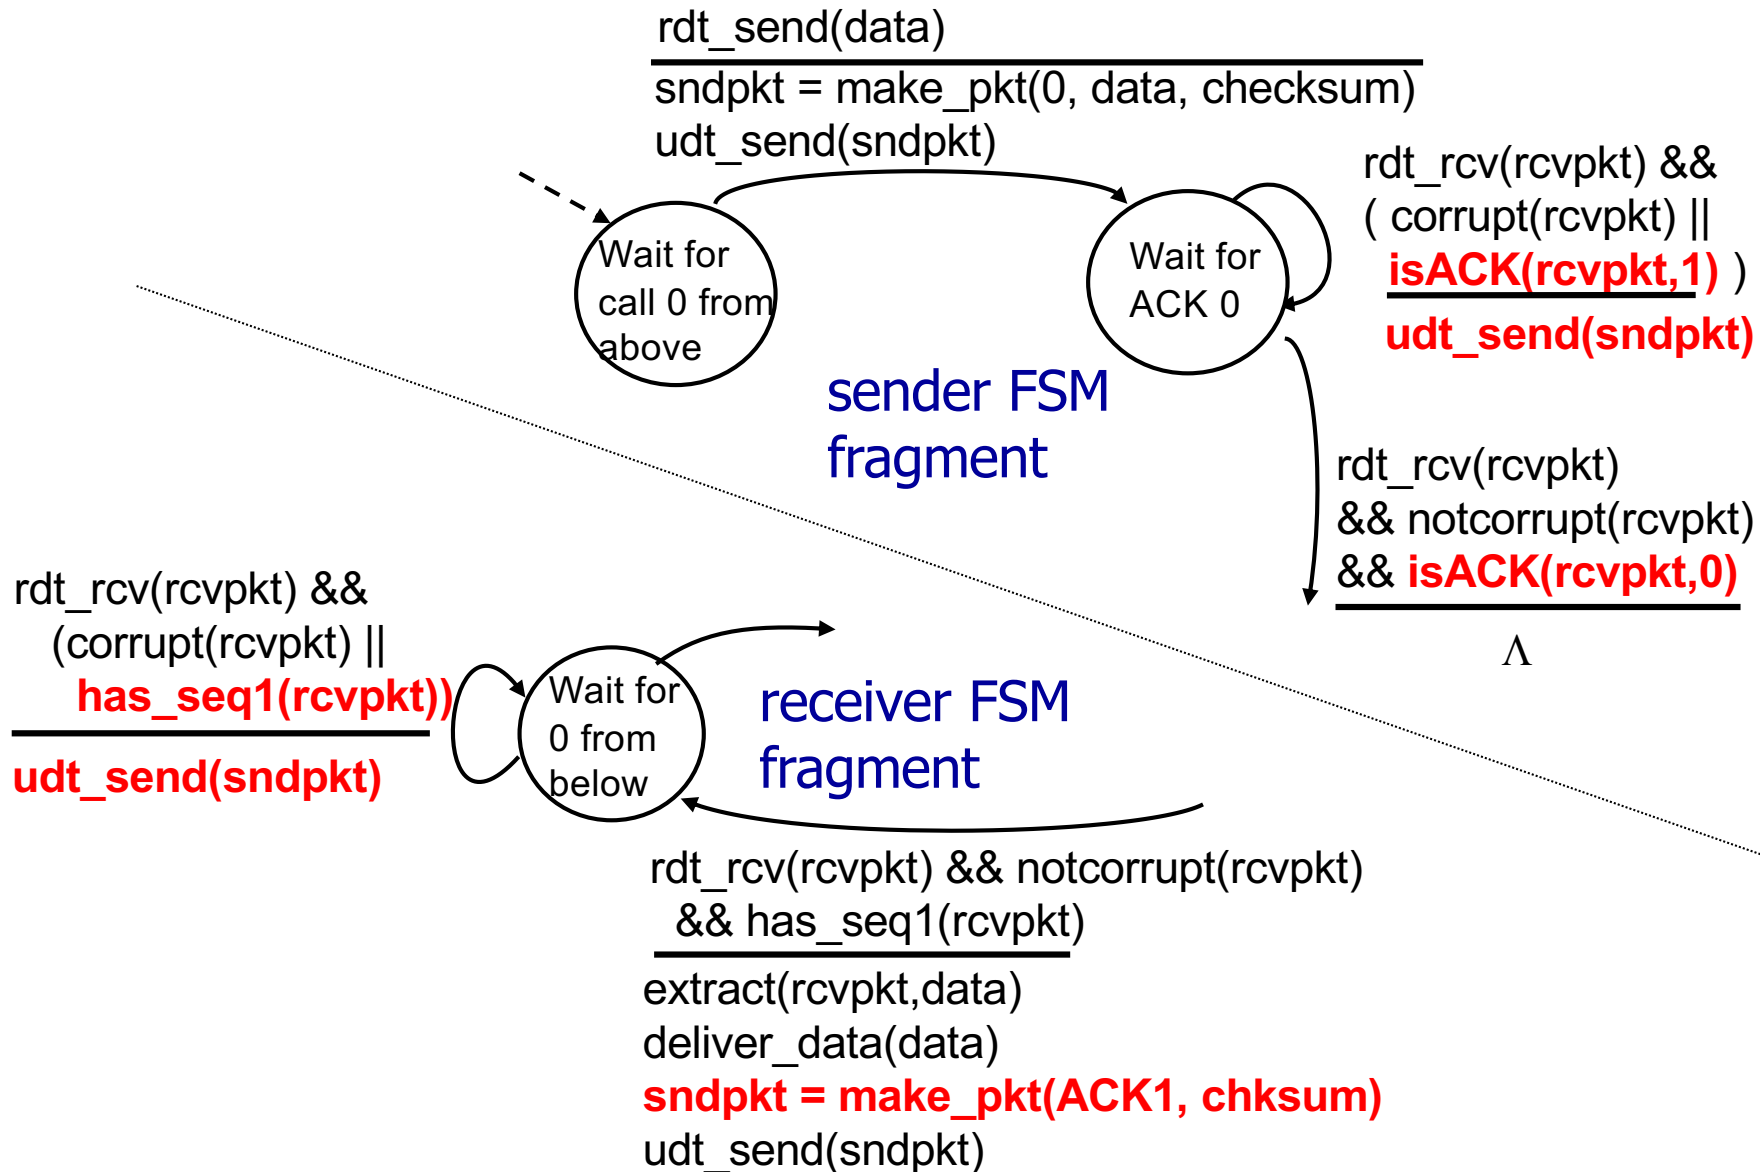 rdt_send(data)
sndpkt = make_pkt(0, data, checksum)
udt_send(sndpkt)
Wait for
call 0 from
above
Wait for
ACK 0
rdt_rcv(rcvpkt) &&
( corrupt(rcvpkt) ||
isACK(rcvpkt,1) )
udt_send(sndpkt)
sender FSM
fragment
rdt_rcv(rcvpkt)
&& notcorrupt(rcvpkt)
&& isACK(rcvpkt,0)
Λ
rdt_rcv(rcvpkt) &&
(corrupt(rcvpkt) ||
has_seq1(rcvpkt))
udt_send(sndpkt)
Wait for
0 from
below
receiver FSM
fragment
rdt_rcv(rcvpkt) && notcorrupt(rcvpkt)
&& has_seq1(rcvpkt)
extract(rcvpkt,data)
deliver_data(data)
sndpkt = make_pkt(ACK1, chksum)
udt_send(sndpkt)